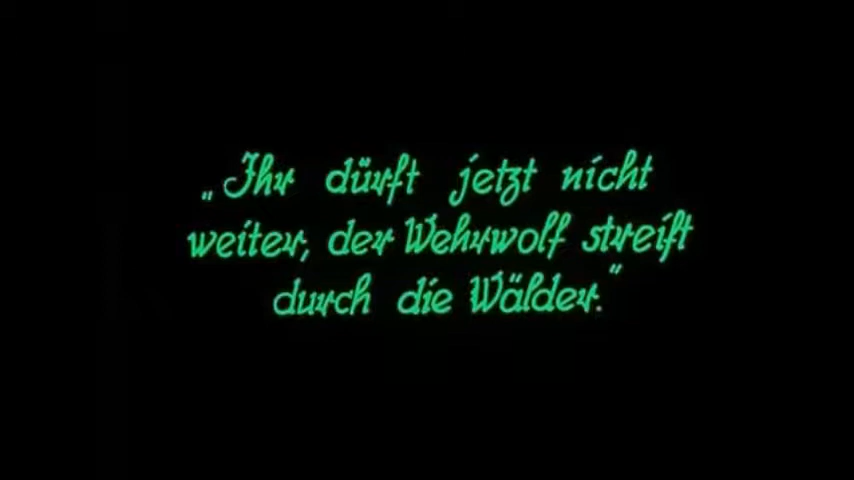 „Ihr dürft jetzt nicht
weiter, der Wehrwolf streift
durch die Wälder.”